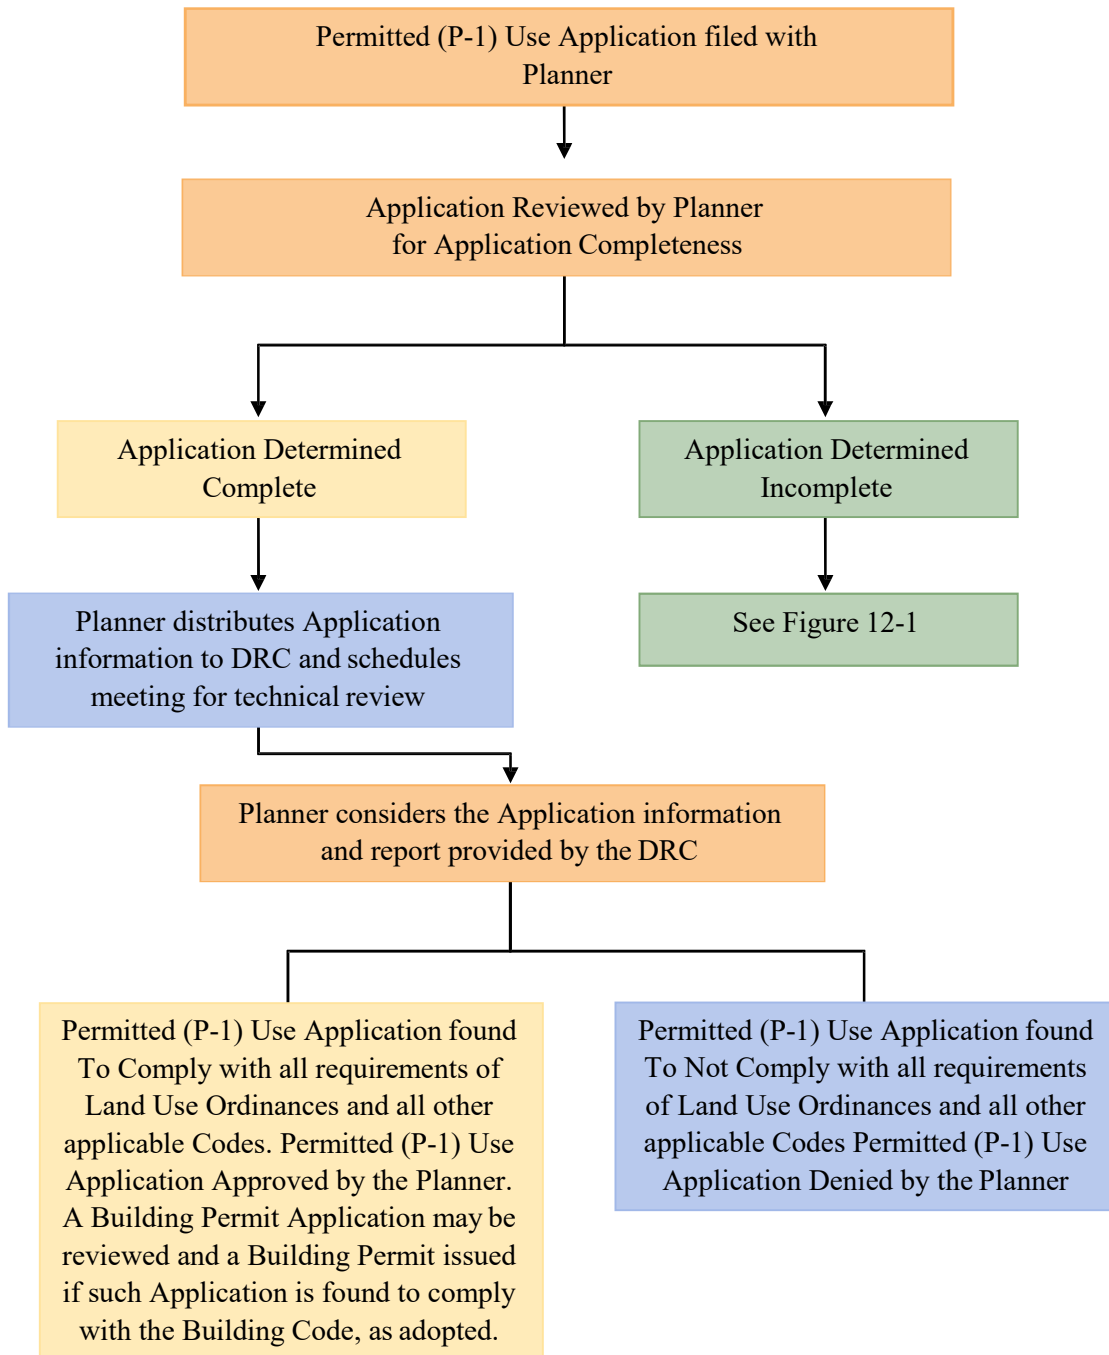 Permitted (P-1) Use Application filed with
Planner
Application Reviewed by Planner
for Application Completeness
Application Determined
Complete
Application Determined
Incomplete
Planner distributes Application
information to DRC and schedules
meeting for technical review
See Figure 12-1
Planner considers the Application information
and report provided by the DRC
Permitted (P-1) Use Application found
To Comply with all requirements of
Land Use Ordinances and all other
applicable Codes. Permitted (P-1) Use
Application Approved by the Planner.
A Building Permit Application may be
reviewed and a Building Permit issued
if such Application is found to comply
with the Building Code, as adopted.
Permitted (P-1) Use Application found
To Not Comply with all requirements
of Land Use Ordinances and all other
applicable Codes Permitted (P-1) Use
Application Denied by the Planner